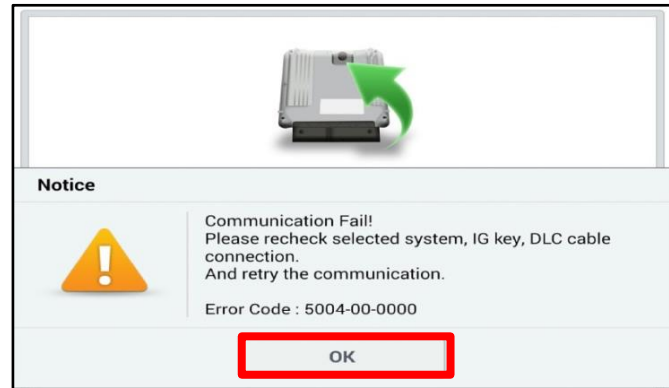 Notice
Communication Fail!
Please recheck selected system, IG key, DLC cable
connection.
And retry the communication.
Error Code : 5004-00-0000
OK